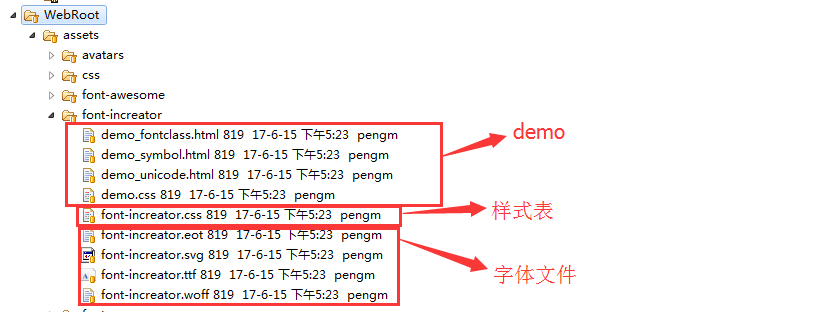 WebRoot
assets
avatars
css
font-awesome
font-increator
demo_fontclass.html 819 17-6-15 下午5:23 pengm
demo_symbol.html 819 17-6-15 下午5:23 pengm
demo
demo_unicode.html 819 17-6-15 下午5:23 pengm
demo.css 819 17-6-15 下午5:23 pengm
font-increator.css 819 17-6-15 下午5:23 pengm
样式表
font-increator.eot 819 17-6-15 下午5:23 pengm
font-increator.svg 819 17-6-15 下午5:23 pengm
font-increator.ttf 819 17-6-15 下午5:23 pengm
字体文件
font-increator.woff 819 17-6-15 下午5:23 pengm